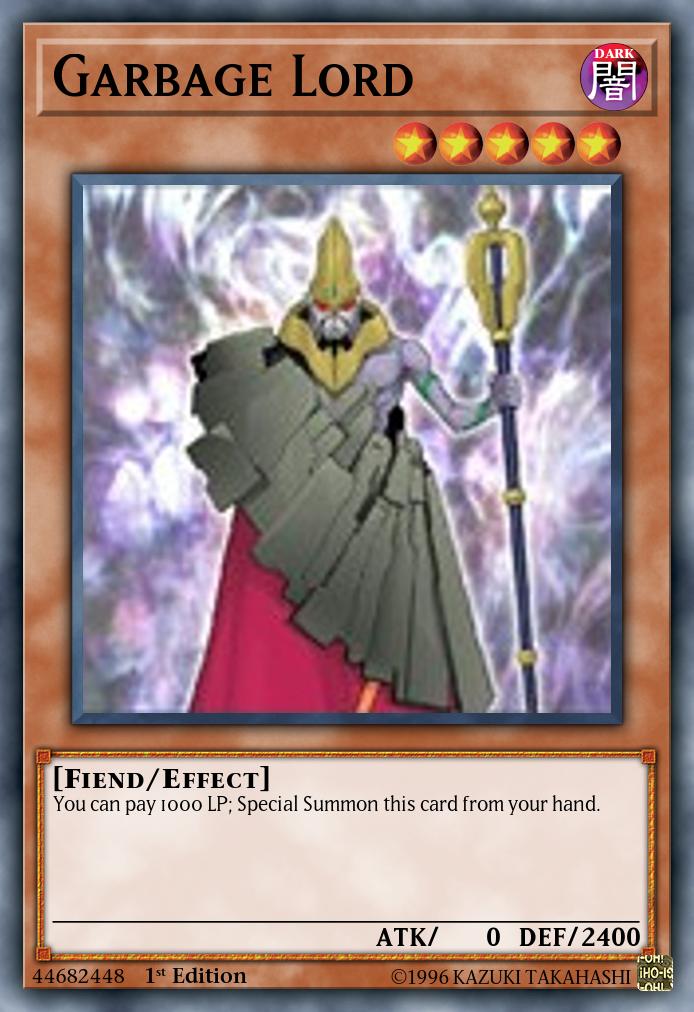 Garbage Lord
DARK
闇
[Fiend/Effect]
You can pay 1000 LP; Special Summon this card from your hand.
ATK/ 0 DEF/2400
44682448 1st Edition ©1996 KAZUKI TAKAHASHI